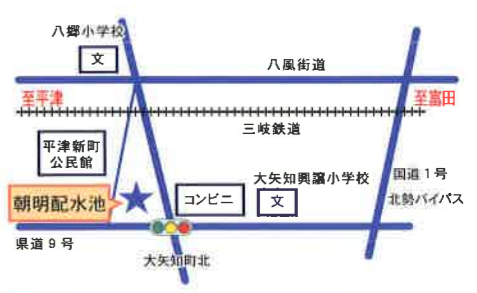 八郷小学校
文
八風街道
至平津
至富田
三岐鉄道
平津新町
公民館
大矢知興譲小学校
国道1号
朝明配水池
コンビニ
文
北勢バイパス
県道9号
大矢知町北